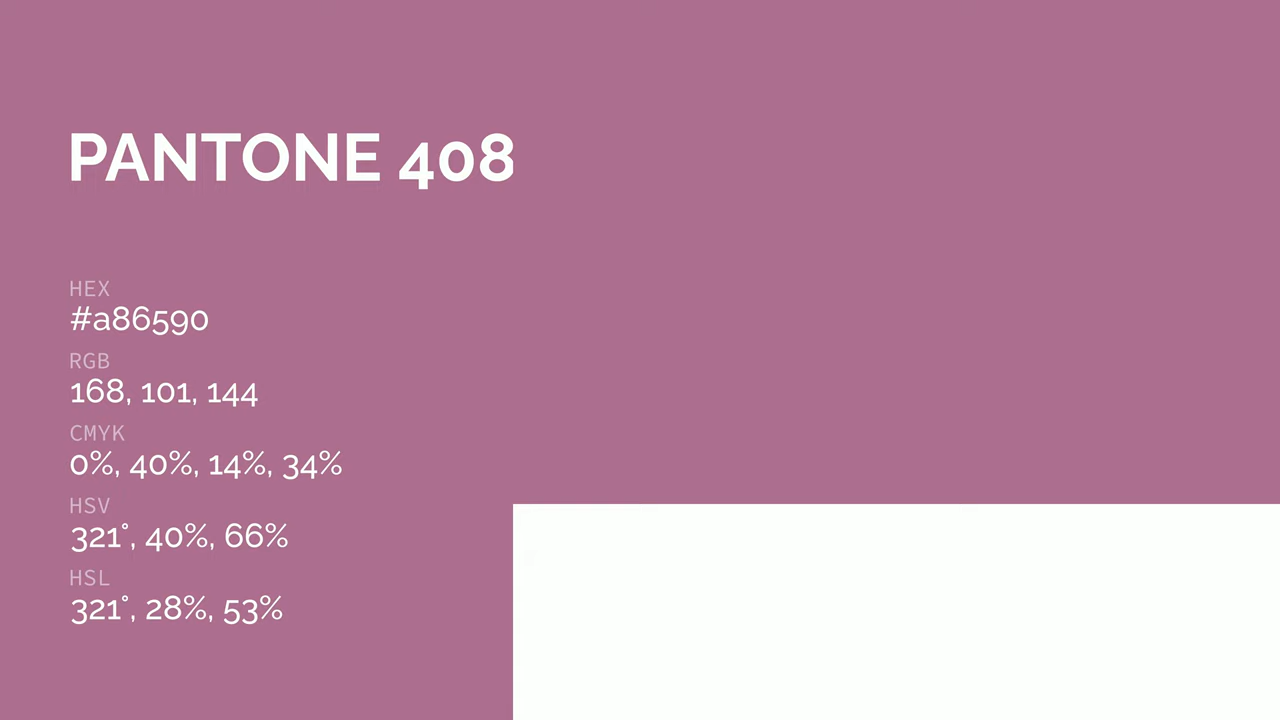 PANTONE 408
HEX
#a86590
RGB
168, 101, 144
CMYK
0%, 40%, 14%, 34%
HSV
321°, 40%, 66%
HSL
321°, 28%, 53%